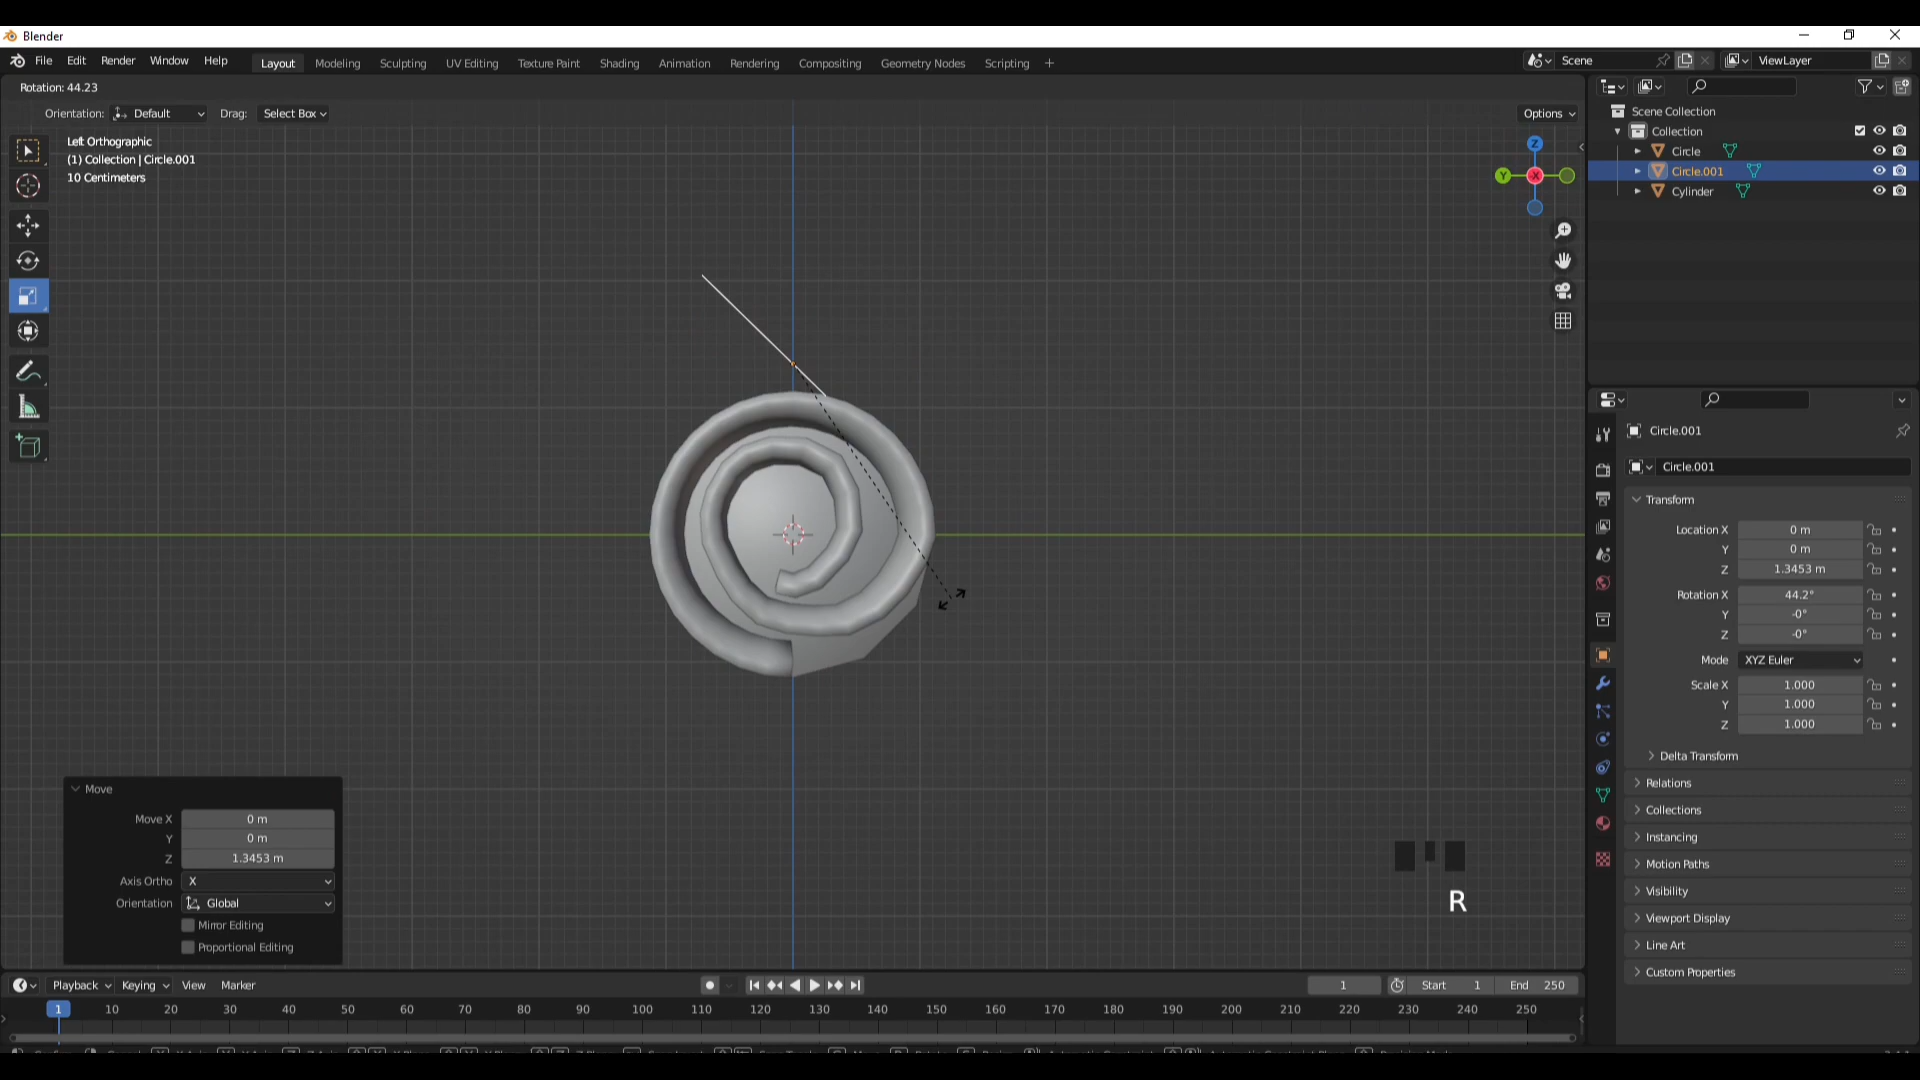 Blender
File Edit Render Window Help
Layout Modeling Sculpting UV Editing Texture Paint Shading Animation Rendering Compositing Geometry Nodes Scripting +
Scene
ViewLayer
Rotation: 44.23
Orientation: Default Drag: Select Box
Options
Left Orthographic
(1) Collection | Circle.001
10 Centimeters
Z
Y
X
Scene Collection
Collection
Circle
Circle.001
Cylinder
Circle.001
Circle.001
Transform
Location X 0 m
Y 0 m
Z 1.3453 m
Rotation X 44.2°
Y -0°
Z -0°
Mode XYZ Euler
Scale X 1.000
Y 1.000
Z 1.000
Delta Transform
Relations
Collections
Instancing
Motion Paths
Visibility
Viewport Display
Line Art
Custom Properties
Move
Move X 0 m
Y 0 m
Z 1.3453 m
Axis Ortho X
Orientation Global
Mirror Editing
Proportional Editing
R
Playback Keying View Marker
1 Start 1 End 250
1 10 20 30 40 50 60 70 80 90 100 110 120 130 140 150 160 170 180 190 200 210 220 230 240 250